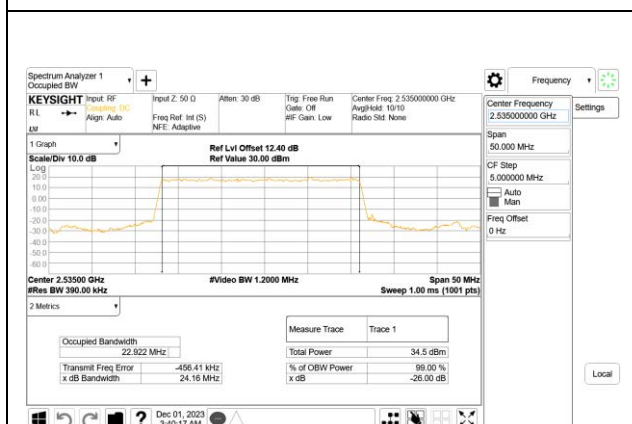 Spectrum Analyzer 1
Occupied BW
Frequency
KEYSIGHT
RL
Input: RF
Coupling: DC
Align: Auto
Input Z: 50 Ω
Freq Ref: Int (S)
NFE: Adaptive
Atten: 30 dB
Trig: Free Run
Gate: Off
#IF Gain: Low
Center Freq: 2.535000000 GHz
Avg|Hold: 10/10
Radio Std: None
Center Frequency
2.535000000 GHz
Settings
Span
50.000 MHz
CF Step
5.000000 MHz
Auto
Man
Freq Offset
0 Hz
Local
1 Graph
Scale/Div 10.0 dB
Ref Lvl Offset 12.40 dB
Ref Value 30.00 dBm
Log
20.0
10.0
0.00
-10.0
-20.0
-30.0
-40.0
-50.0
-60.0
Center 2.53500 GHz
#Res BW 390.00 kHz
#Video BW 1.2000 MHz
Span 50 MHz
Sweep 1.00 ms (1001 pts)
2 Metrics
Measure Trace
Trace 1
Occupied Bandwidth
22.922 MHz
Total Power
34.5 dBm
Transmit Freq Error
-456.41 kHz
% of OBW Power
99.00 %
x dB Bandwidth
24.16 MHz
x dB
-26.00 dB
Dec 01, 2023